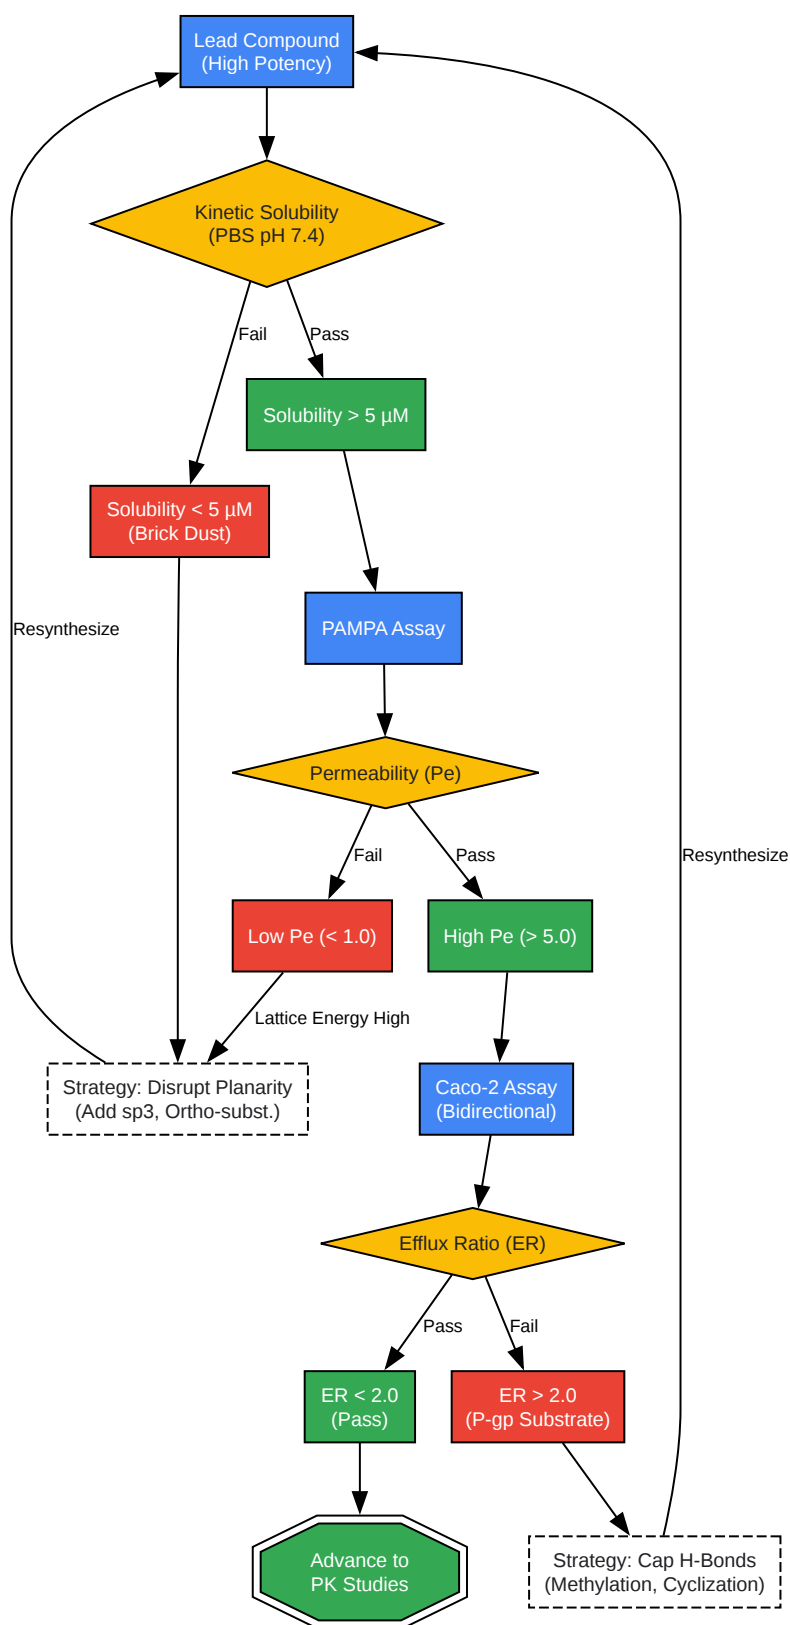 Lead Compound
(High Potency)
Kinetic Solubility
(PBS pH 7.4)
Fail
Pass
Solubility > 5 µM
Solubility < 5 µM
(Brick Dust)
Resynthesize
PAMPA Assay
Permeability (Pe)
Fail
Pass
Resynthesize
Low Pe (< 1.0)
High Pe (> 5.0)
Lattice Energy High
Strategy: Disrupt Planarity
(Add sp3, Ortho-subst.)
Caco-2 Assay
(Bidirectional)
Efflux Ratio (ER)
Pass
Fail
ER < 2.0
(Pass)
ER > 2.0
(P-gp Substrate)
Advance to
PK Studies
Strategy: Cap H-Bonds
(Methylation, Cyclization)